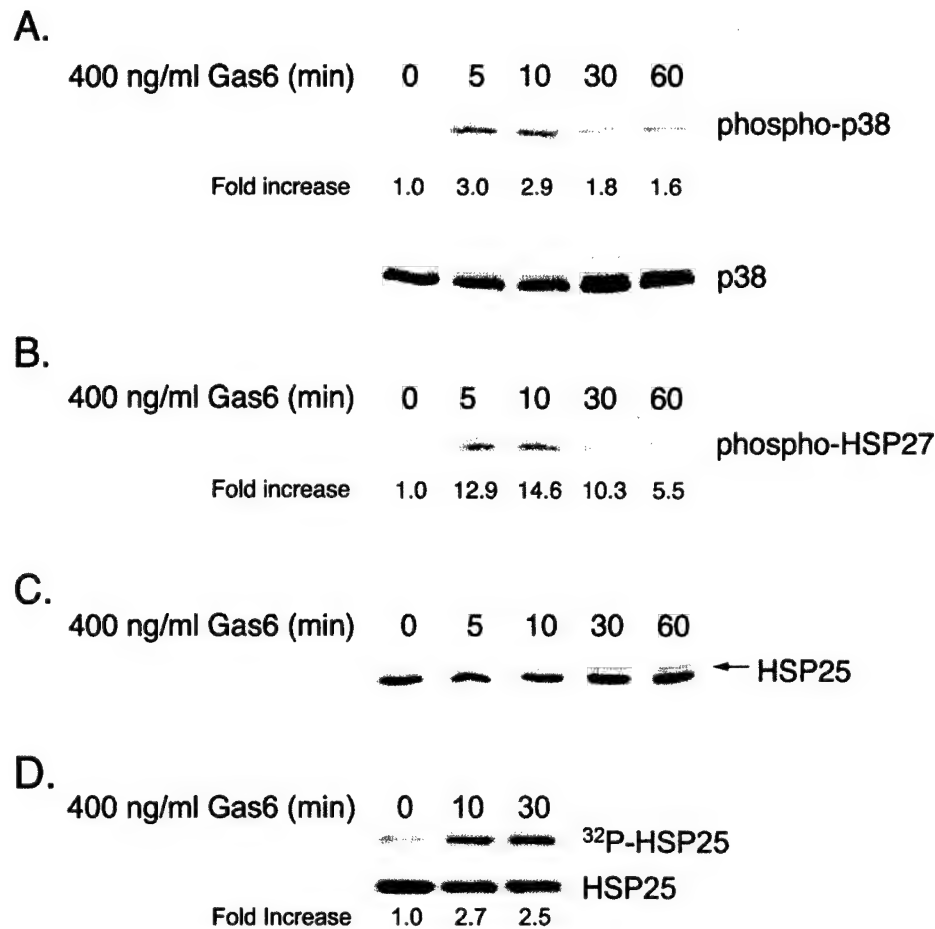 A.
400 ng/ml Gas6 (min) 0 5 10 30 60
phospho-p38
Fold increase 1.0 3.0 2.9 1.8 1.6
p38
B.
400 ng/ml Gas6 (min) 0 5 10 30 60
phospho-HSP27
Fold increase 1.0 12.9 14.6 10.3 5.5
C.
400 ng/ml Gas6 (min) 0 5 10 30 60
← HSP25
D.
400 ng/ml Gas6 (min) 0 10 30
³²P-HSP25
HSP25
Fold Increase 1.0 2.7 2.5